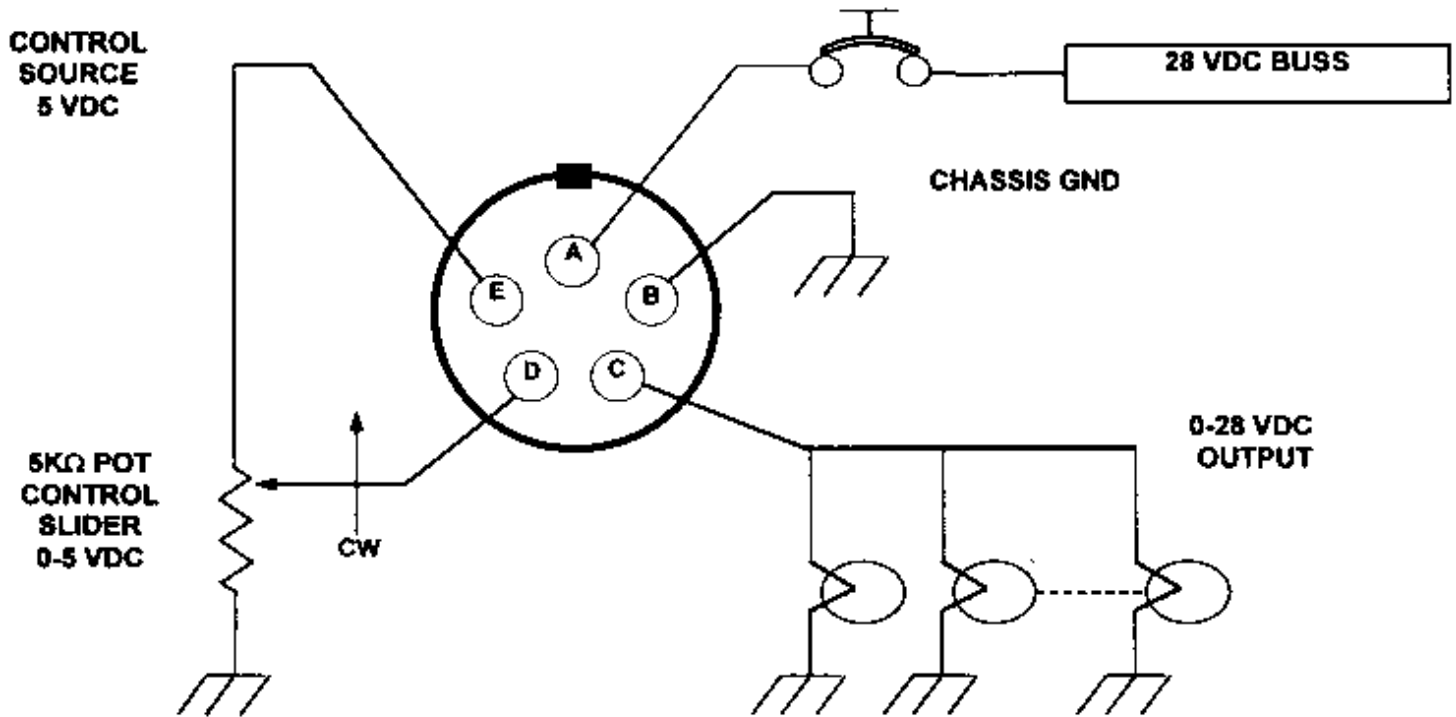 CONTROL
SOURCE
5 VDC
28 VDC BUSS
CHASSIS GND
A
E
B
D
C
0-28 VDC
OUTPUT
5KΩ POT
CONTROL
SLIDER
0-5 VDC
CW